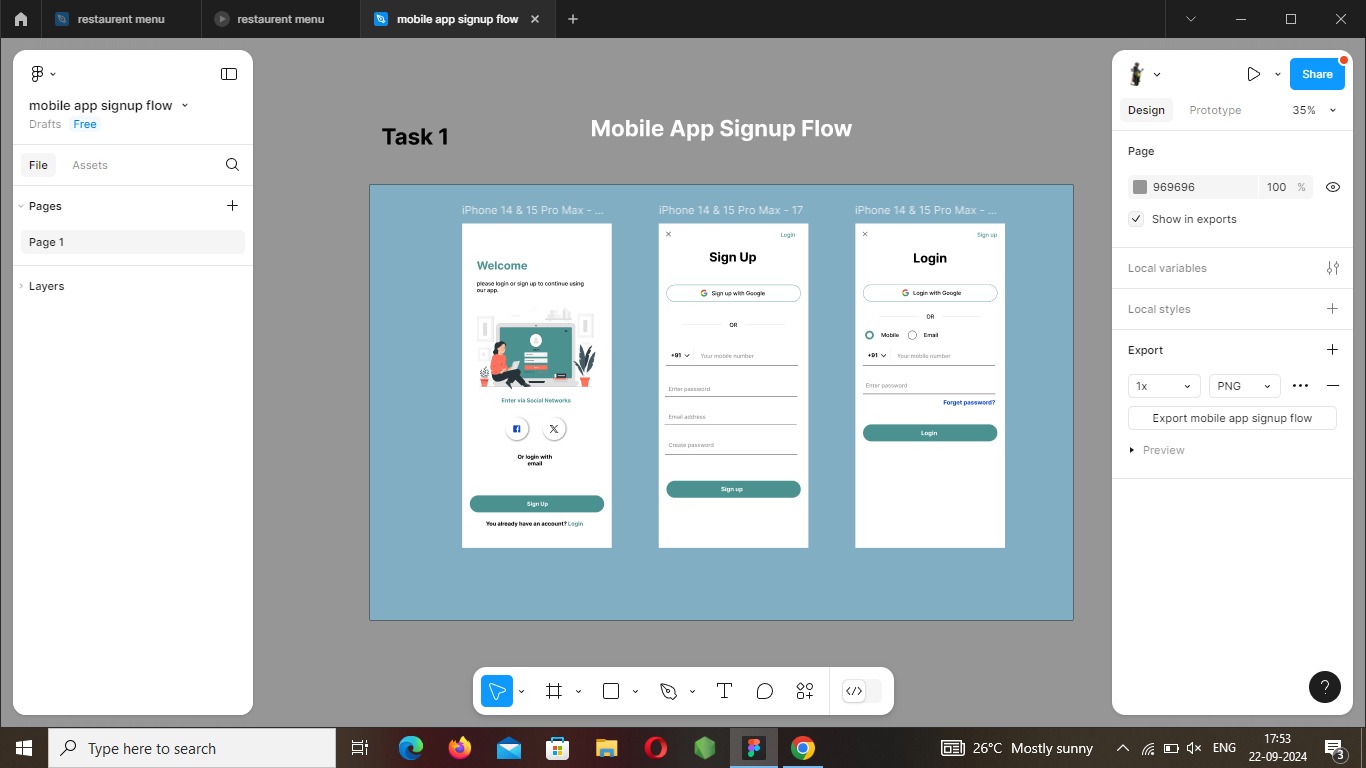 restaurent menu
restaurent menu
mobile app signup flow
mobile app signup flow
Drafts Free
File Assets
Pages
Page 1
Layers
Task 1
Mobile App Signup Flow
iPhone 14 & 15 Pro Max - ...
Welcome
please login or sign up to continue using
our app.
Enter via Social Networks
Or login with
email
Sign Up
You already have an account? Login
iPhone 14 & 15 Pro Max - 17
Login
Sign Up
Sign up with Google
OR
+91 Your mobile number
Enter password
Email address
Create password
Sign up
iPhone 14 & 15 Pro Max - ...
Sign up
Login
Login with Google
OR
Mobile Email
+91 Your mobile number
Enter password
Forget password?
Login
Share
Design Prototype 35%
Page
969696 100 %
Show in exports
Local variables
Local styles
Export
1x PNG
Export mobile app signup flow
Preview
?
Type here to search
26°C Mostly sunny
ENG
17:53
22-09-2024
3